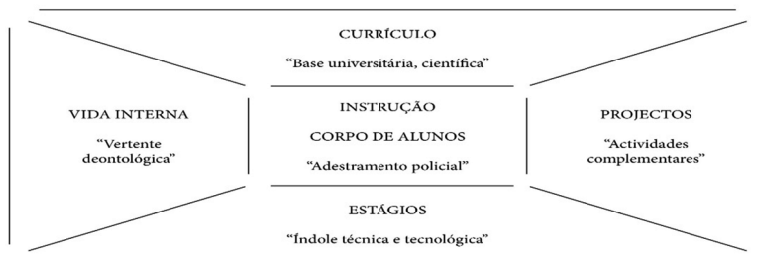 CURRÍCULO
“Base universitária, científica”
VIDA INTERNA
“Vertente
deontológica”
INSTRUÇÃO
CORPO DE ALUNOS
“Adestramento policial”
PROJECTOS
“Actividades
complementares”
ESTÁGIOS
“Índole técnica e tecnológica”